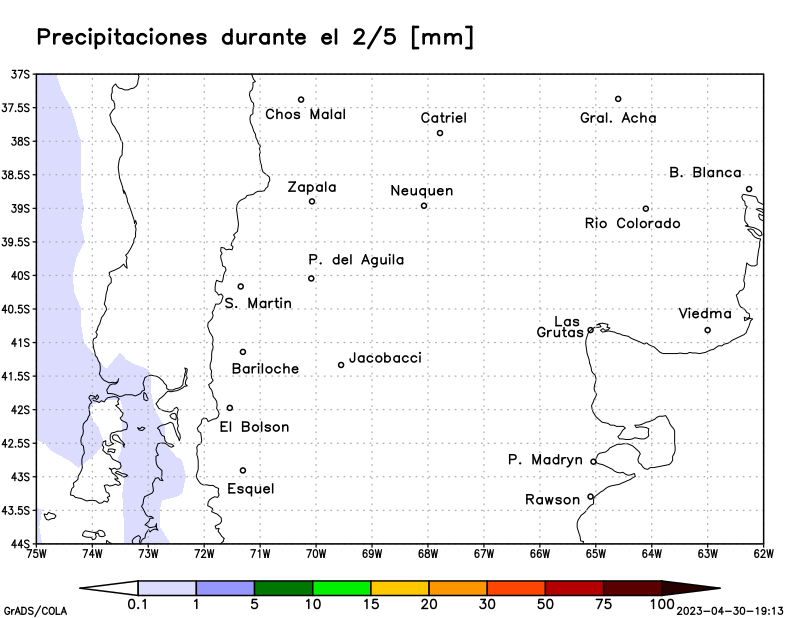 Precipitaciones durante el 2/5 [mm]
37S
Chos Malal
Gral. Acha
37.5S
Catriel
38S
B. Blanca
38.5S
Zapala
Neuquen
39S
Rio Colorado
39.5S
P. del Aguila
40S
S. Martin
40.5S
Viedma
Las
Grutas
41S
Jacobacci
Bariloche
41.5S
42S
El Bolson
42.5S
P. Madryn
43S
Esquel
Rawson
43.5S
44S
75W 74W 73W 72W 71W 70W 69W 68W 67W 66W 65W 64W 63W 62W
0.1 1 5 10 15 20 30 50 75 100
GrADS/COLA
2023-04-30-19:13